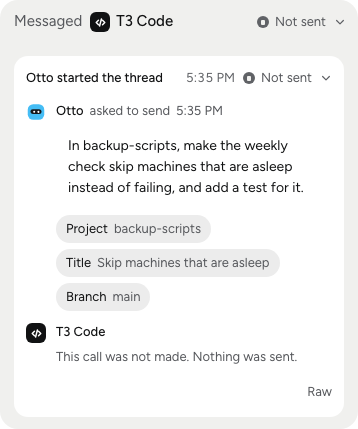 Messaged T3 Code Not sent
Otto started the thread 5:35 PM Not sent
Otto asked to send 5:35 PM
In backup-scripts, make the weekly
check skip machines that are asleep
instead of failing, and add a test for it.
Project backup-scripts
Title Skip machines that are asleep
Branch main
T3 Code
This call was not made. Nothing was sent.
Raw